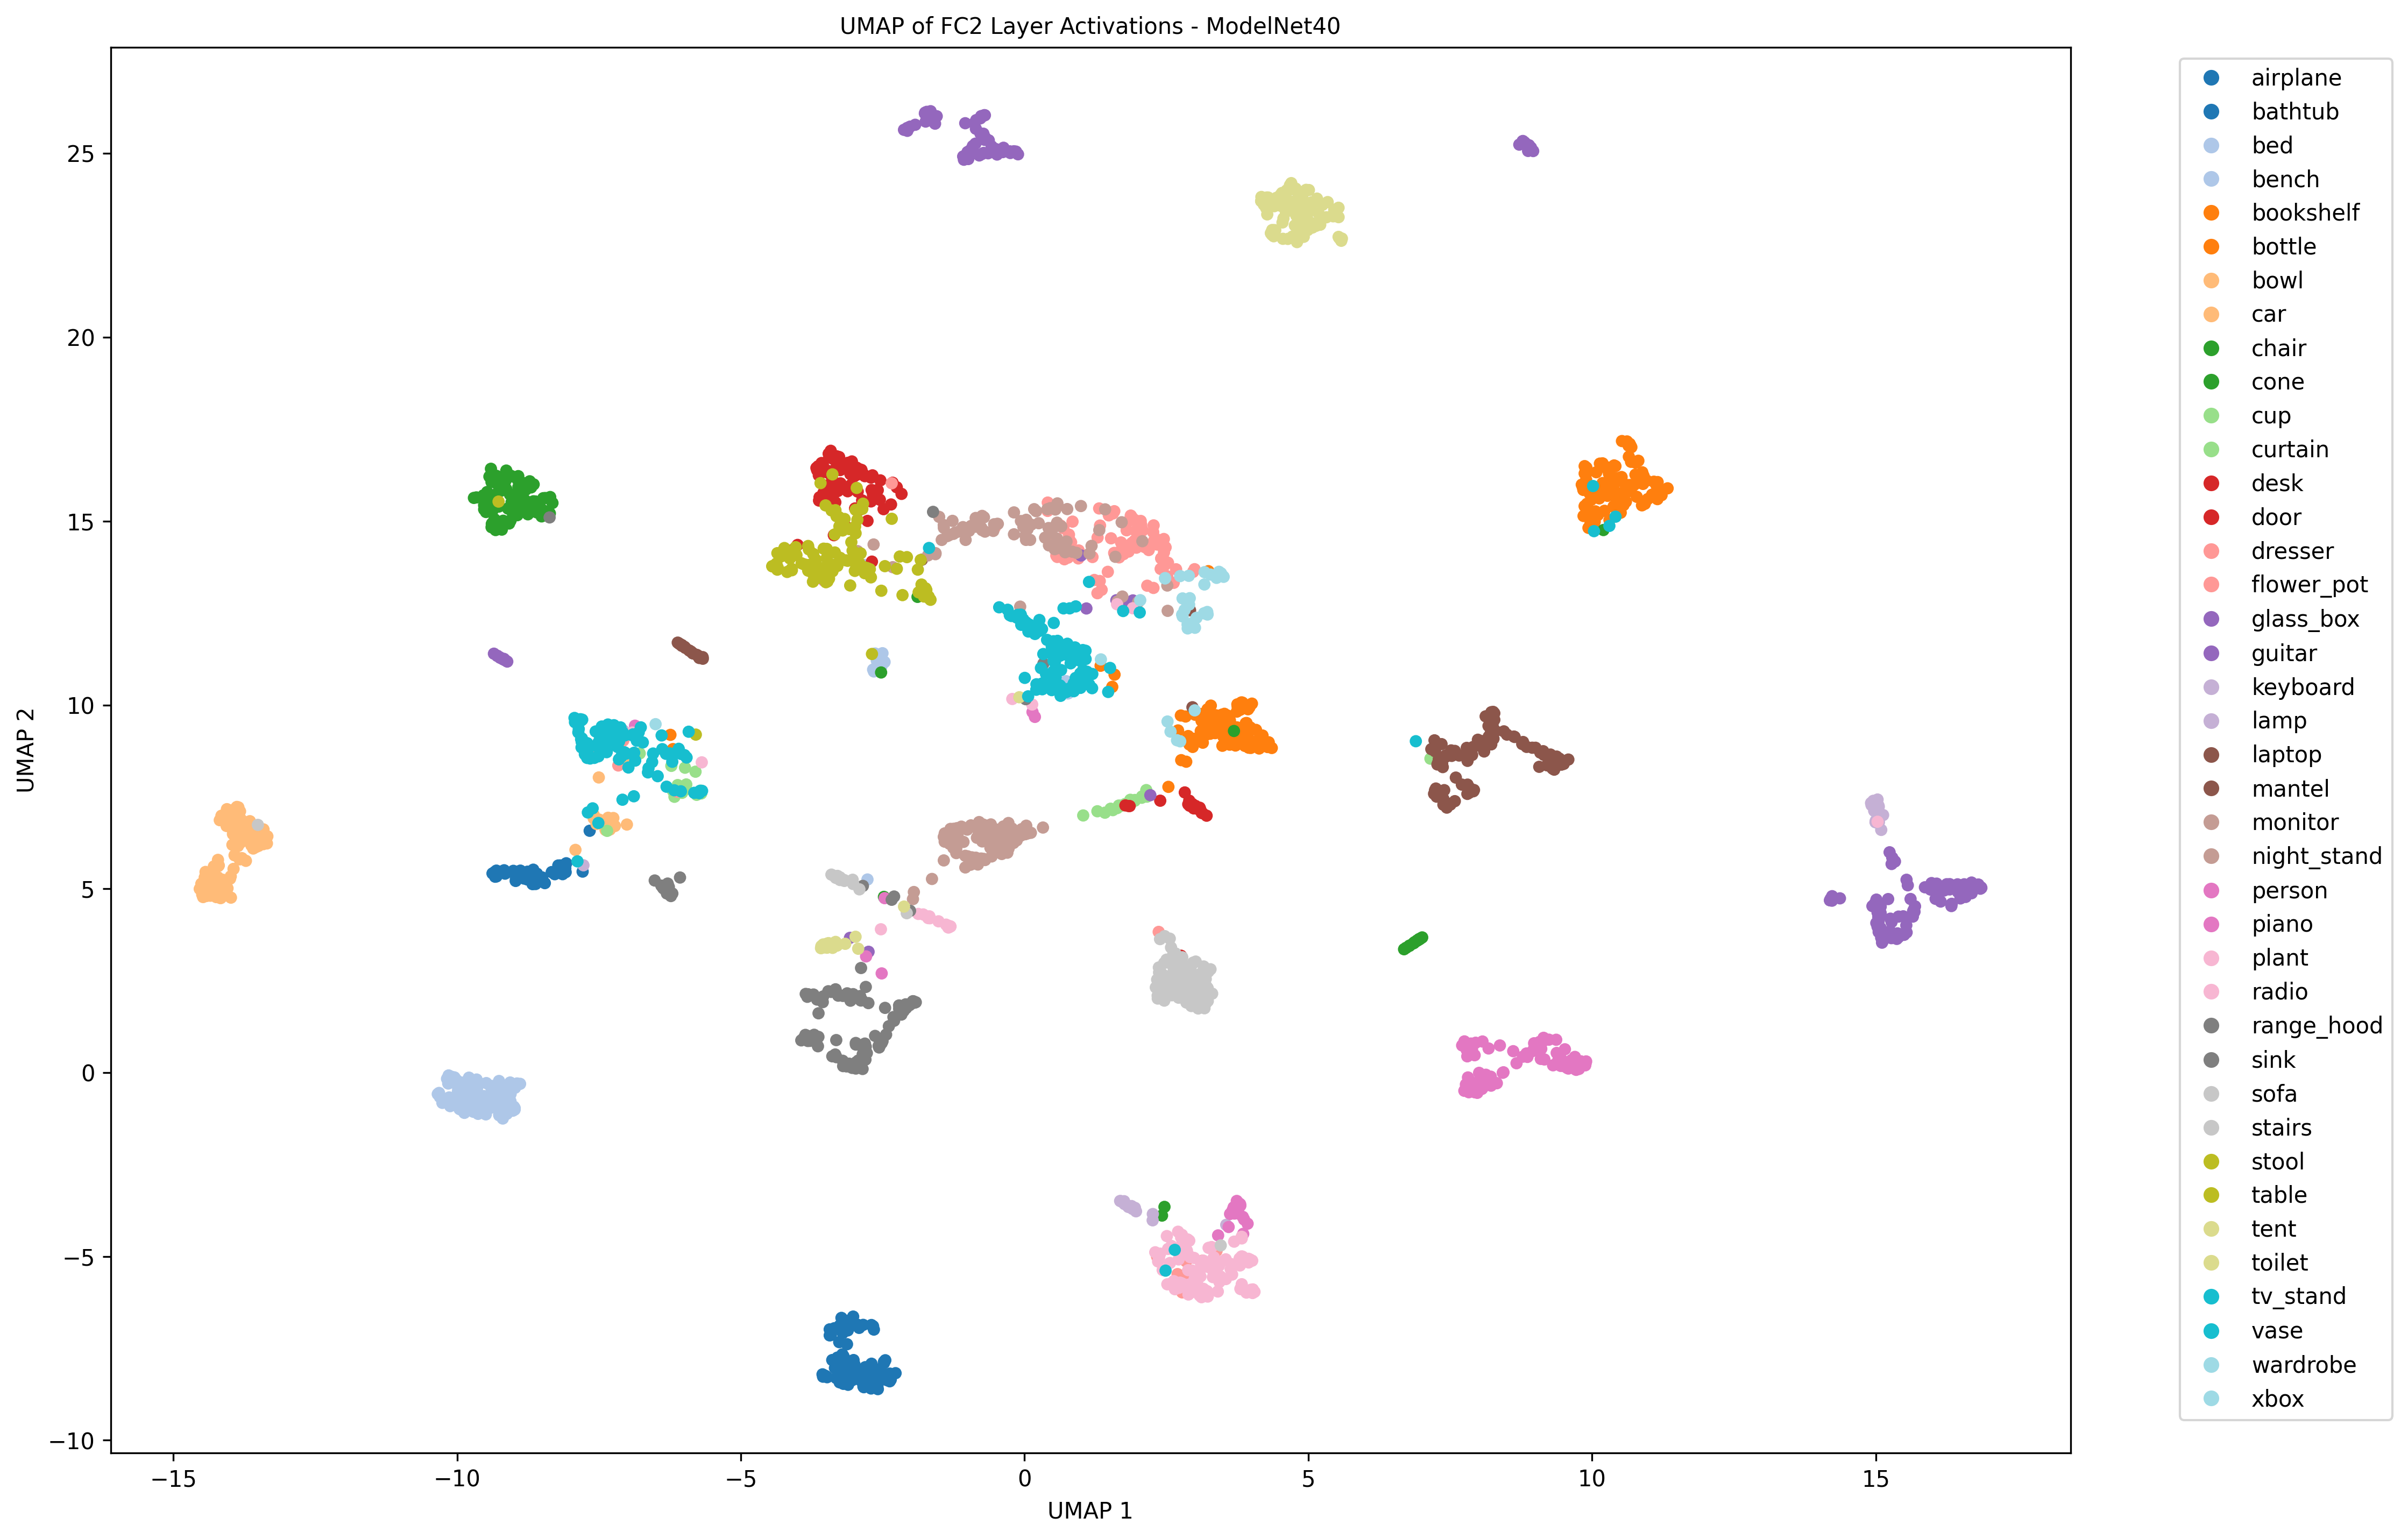 UMAP of FC2 Layer Activations - ModelNet40
25
20
15
10
5
0
−5
−10
UMAP 2
−15
−10
−5
0
5
10
15
UMAP 1
airplane
bathtub
bed
bench
bookshelf
bottle
bowl
car
chair
cone
cup
curtain
desk
door
dresser
flower_pot
glass_box
guitar
keyboard
lamp
laptop
mantel
monitor
night_stand
person
piano
plant
radio
range_hood
sink
sofa
stairs
stool
table
tent
toilet
tv_stand
vase
wardrobe
xbox